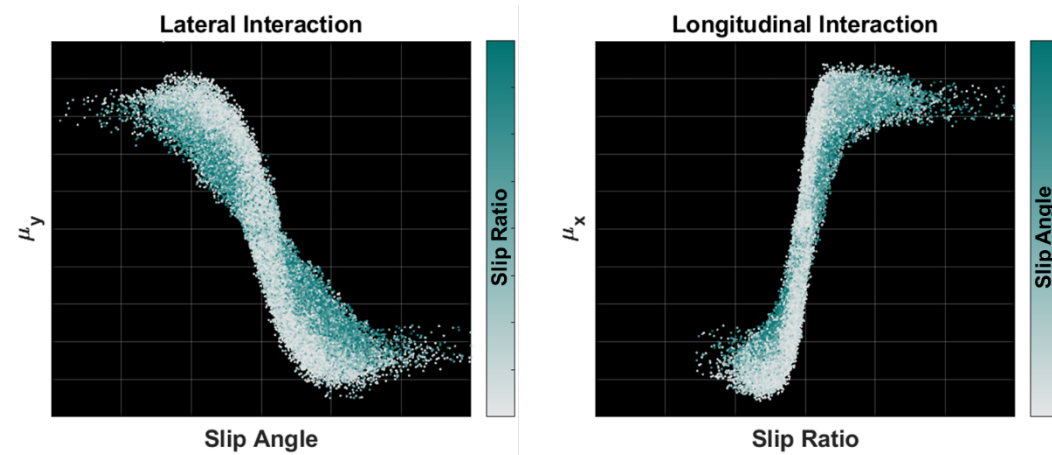 Lateral Interaction
μy
Slip Angle
Slip Ratio
Longitudinal Interaction
μx
Slip Ratio
Slip Angle